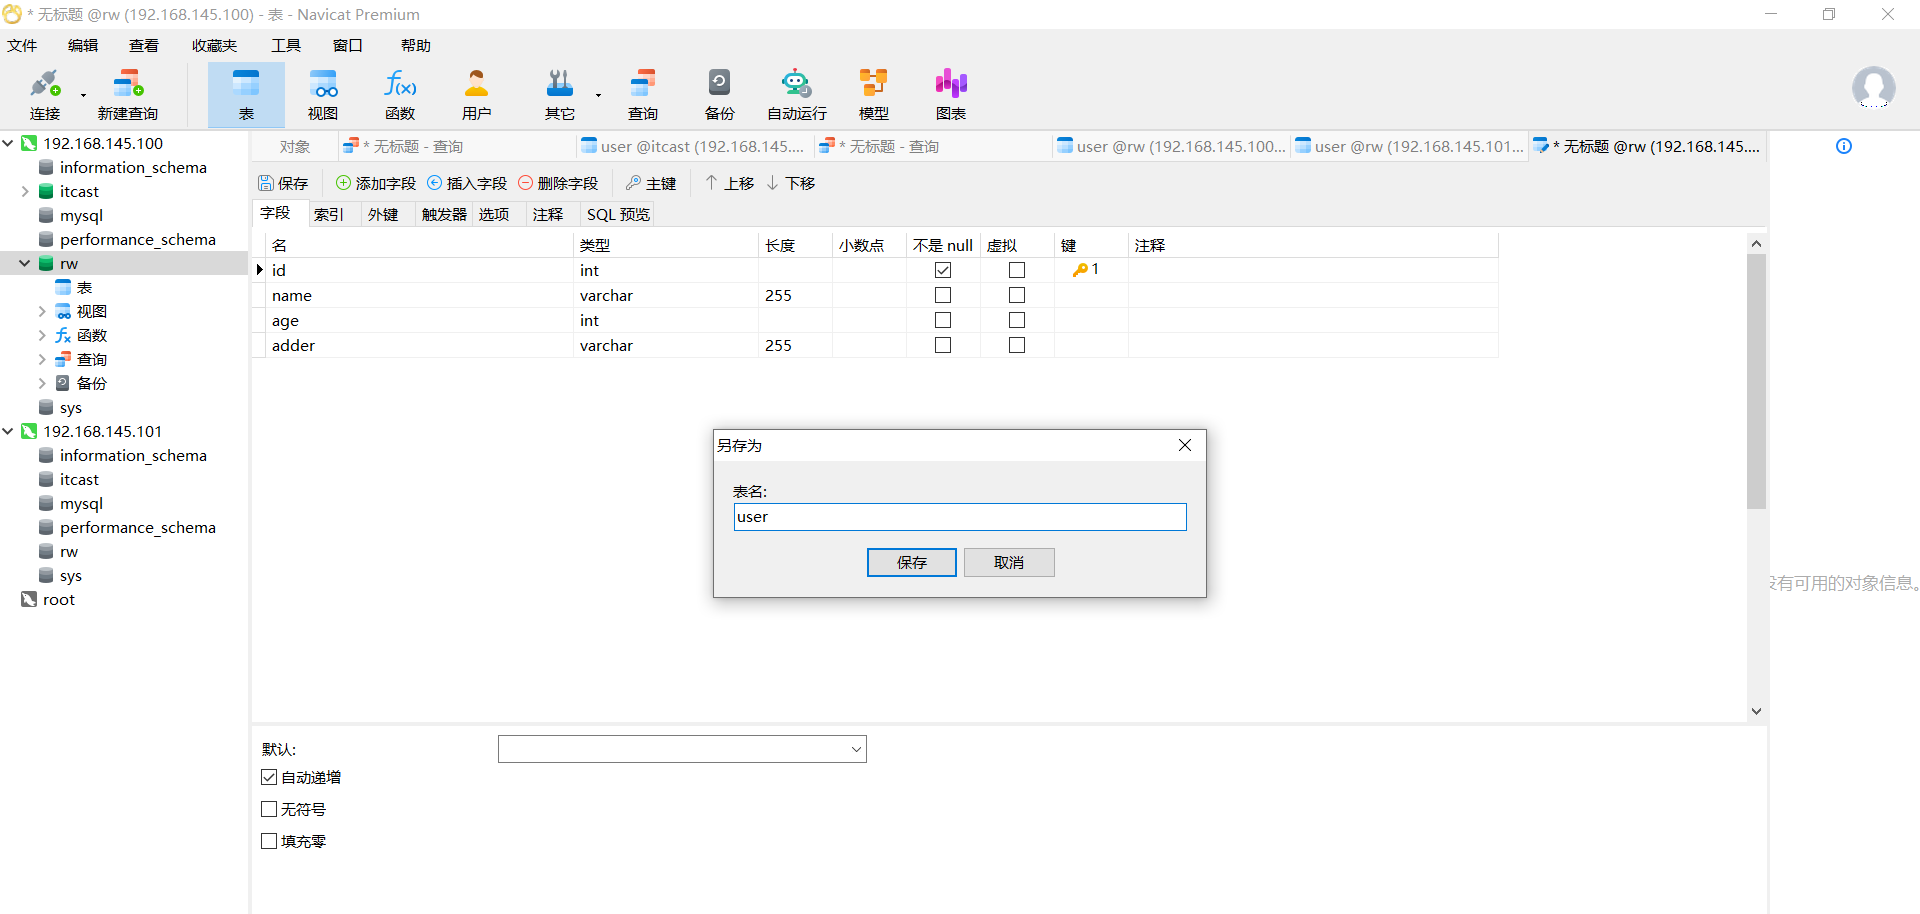 * 无标题 @rw (192.168.145.100) - 表 - Navicat Premium
文件 编辑 查看 收藏夹 工具 窗口 帮助
连接 新建查询 表 视图 函数 用户 其它 查询 备份 自动运行 模型 图表
对象 * 无标题 - 查询 user @itcast (192.168.145.... * 无标题 - 查询 user @rw (192.168.145.100... user @rw (192.168.145.101... * 无标题 @rw (192.168.145....
保存 添加字段 插入字段 删除字段 主键 上移 下移
字段 索引 外键 触发器 选项 注释 SQL 预览
名 类型 长度 小数点 不是 null 虚拟 键 注释
id int 1
name varchar 255
age int
adder varchar 255
192.168.145.100
information_schema
itcast
mysql
performance_schema
rw
表
视图
函数
查询
备份
sys
192.168.145.101
information_schema
itcast
mysql
performance_schema
rw
sys
root
另存为
表名:
user
保存 取消
有可用的对象信息。
默认:
自动递增
无符号
填充零